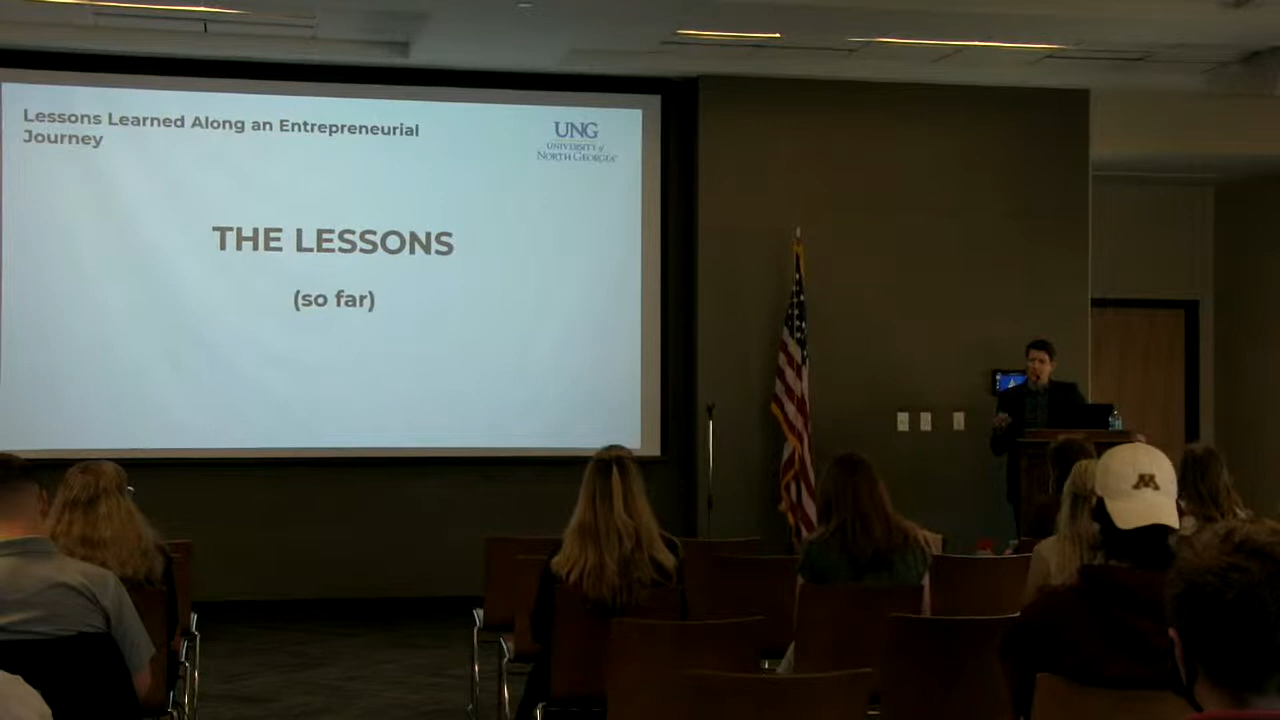 Lessons Learned Along an Entrepreneurial
Journey
UNG
UNIVERSITY of
NORTH GEORGIA
THE LESSONS
(so far)
M